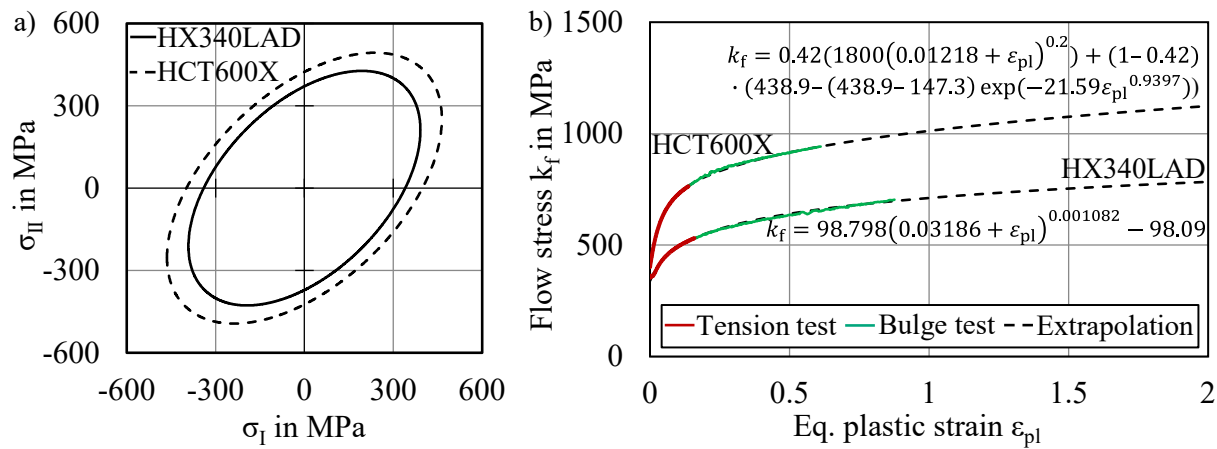 a)
600
HX340LAD
HCT600X
300
0
-300
-600
-600
-300
0
300
600
σII in MPa
σI in MPa
b)
1500
1000
500
0
0
0.5
1
1.5
2
Flow stress kf in MPa
Eq. plastic strain εpl
kf = 0.42(1800(0.01218 + εpl)^0.2) + (1– 0.42)
· (438.9– (438.9– 147.3) exp(−21.59εpl^0.9397))
HCT600X
HX340LAD
kf = 98.798(0.03186 + εpl)^0.001082 − 98.09
Tension test
Bulge test
Extrapolation